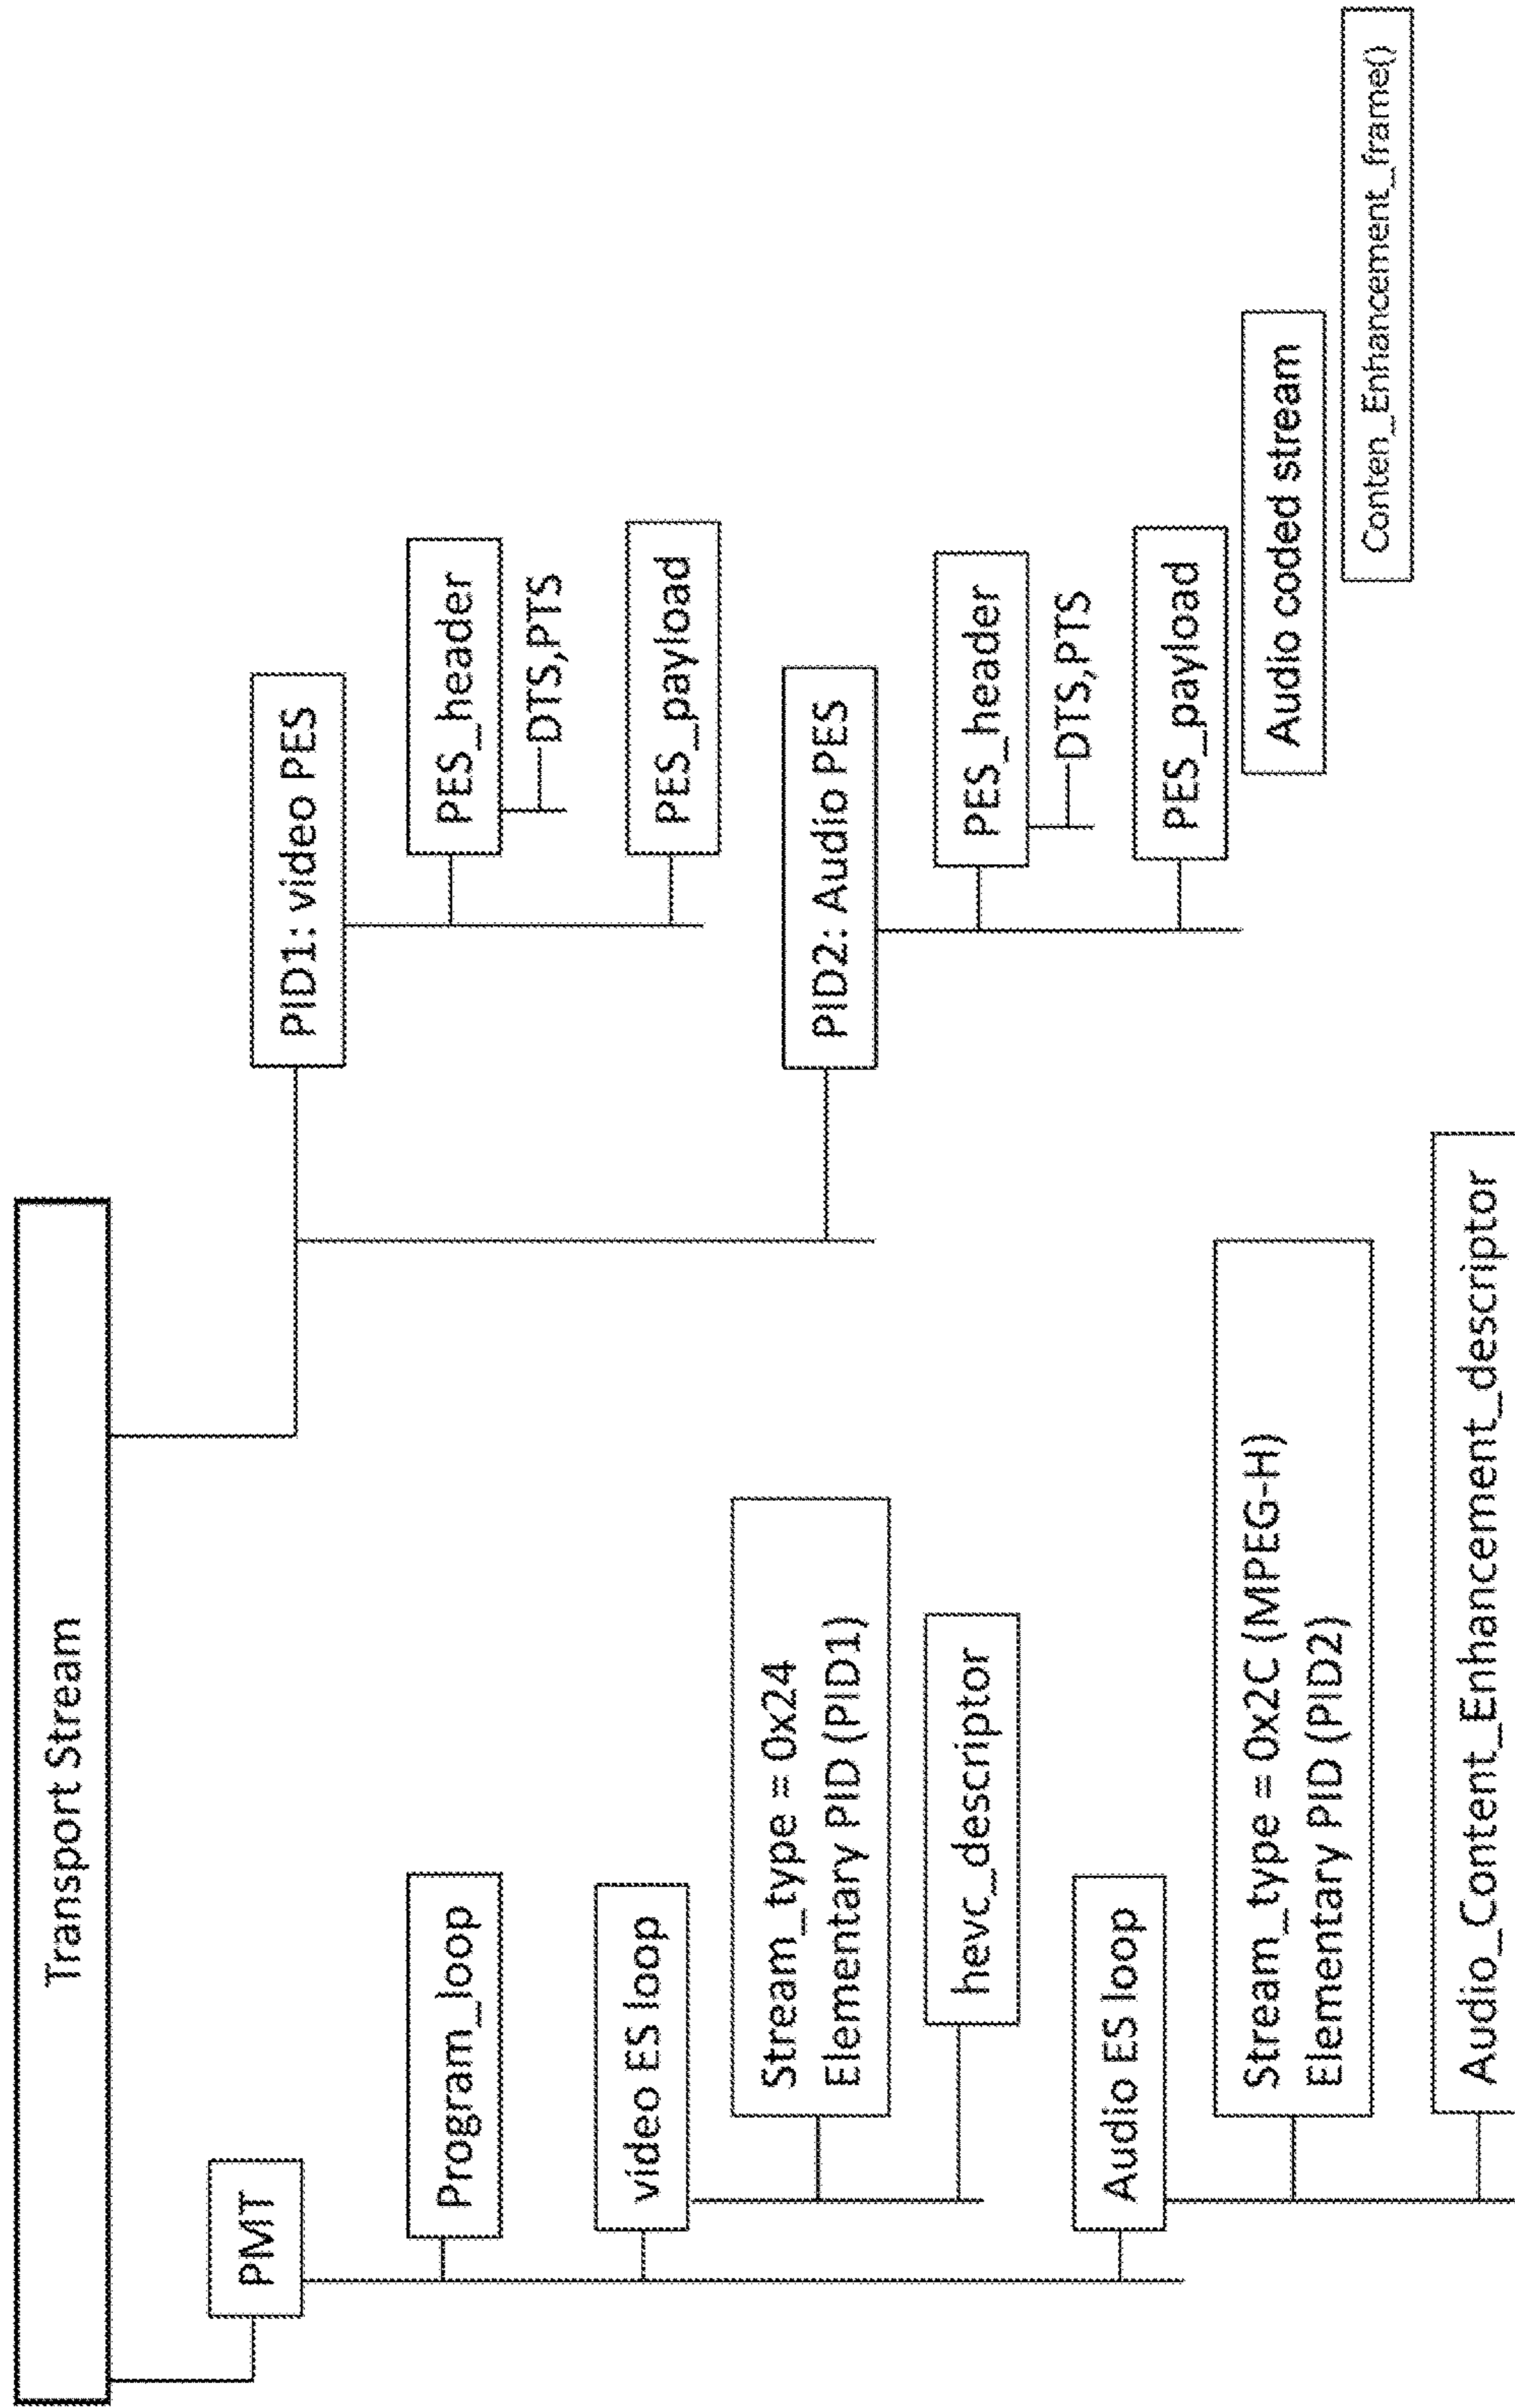 Transport Stream
PMT
Program_loop
video ES loop
Stream_type = 0x24
Elementary PID (PID1)
hevc_descriptor
Audio ES loop
Stream_type = 0x2C (MPEG-H)
Elementary PID (PID2)
Audio_Content_Enhancement_descriptor
PID1: video PES
PES_header
DTS,PTS
PES_payload
PID2: Audio PES
PES_header
DTS,PTS
PES_payload
Audio coded stream
Conten_Enhancement_frame()